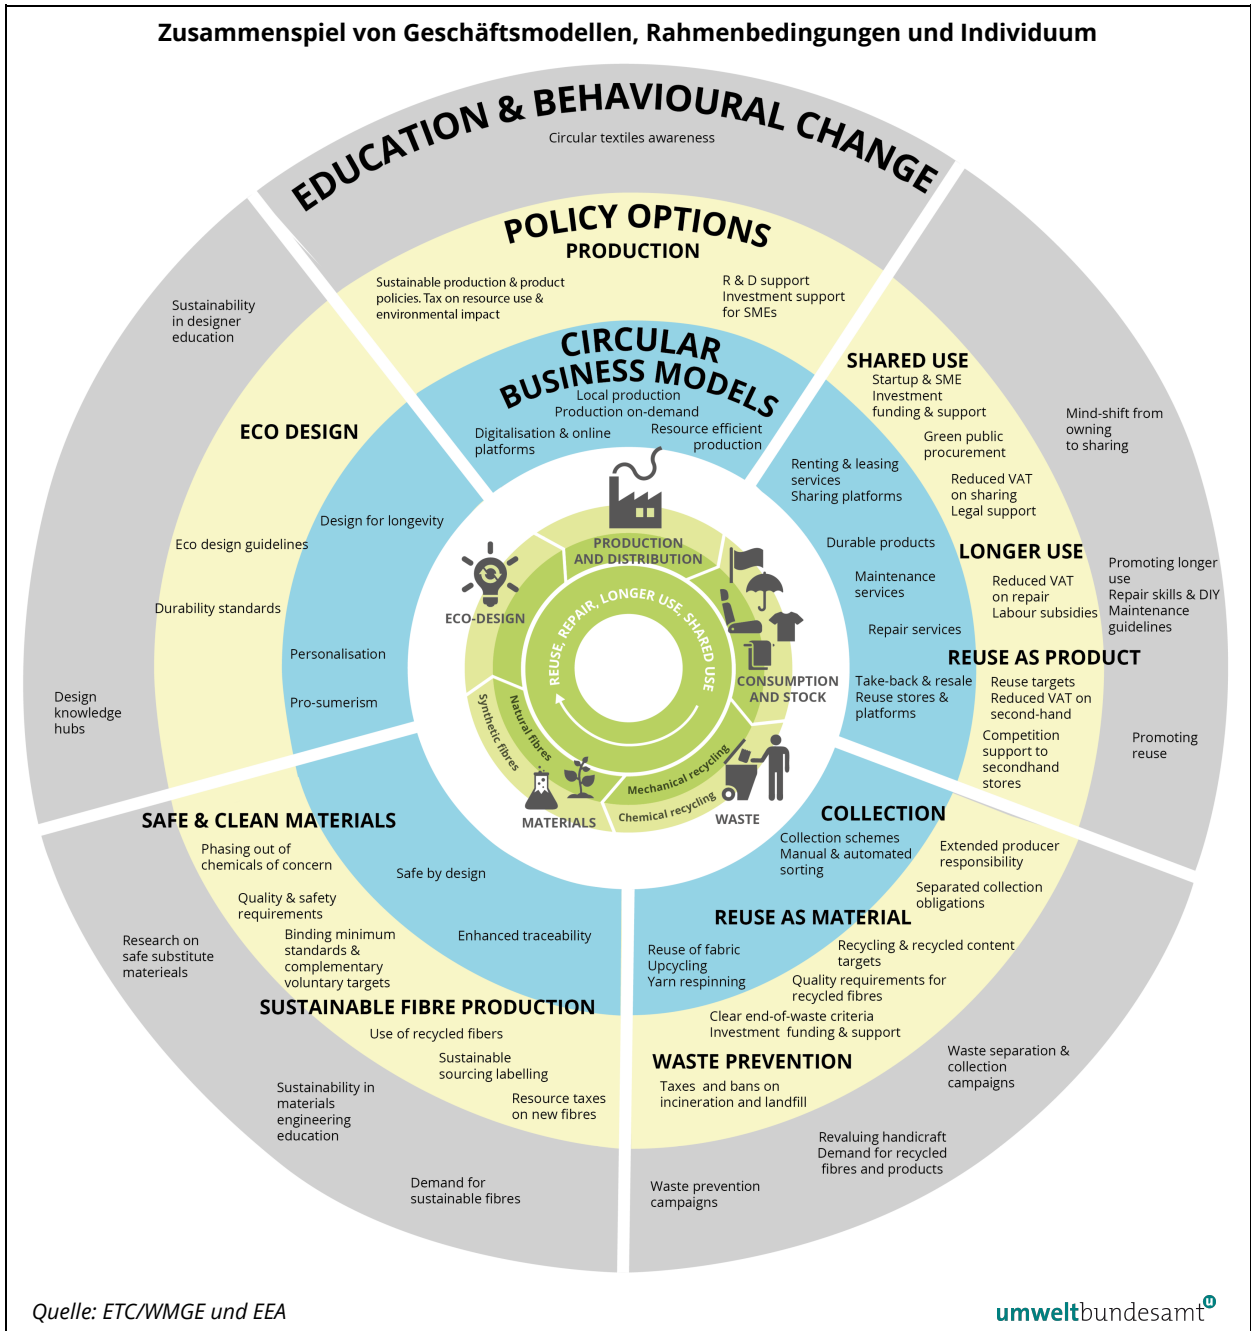 Zusammenspiel von Geschäftsmodellen, Rahmenbedingungen und Individuum
EDUCATION & BEHAVIOURAL CHANGE
Circular textiles awareness
POLICY OPTIONS
PRODUCTION
Sustainable production & product
policies. Tax on resource use &
environmental impact
R & D support
Investment support
for SMEs
CIRCULAR
BUSINESS MODELS
Local production
Production on-demand
Digitalisation & online
platforms
Resource efficient
production
SHARED USE
Startup & SME
Investment
funding & support
Green public
procurement
Reduced VAT
on sharing
Legal support
Mind-shift from
owning
to sharing
Renting & leasing
services
Sharing platforms
Durable products
LONGER USE
Reduced VAT
on repair
Labour subsidies
Promoting longer
use
Repair skills & DIY
Maintenance
guidelines
Maintenance
services
Repair services
REUSE AS PRODUCT
Take-back & resale
Reuse stores &
platforms
Reuse targets
Reduced VAT on
second-hand
Competition
support to
secondhand
stores
Promoting
reuse
COLLECTION
Collection schemes
Manual & automated
sorting
Extended producer
responsibility
Separated collection
obligations
REUSE AS MATERIAL
Reuse of fabric
Upcycling
Yarn respinning
Recycling & recycled content
targets
Quality requirements for
recycled fibres
Clear end-of-waste criteria
Investment  funding & support
WASTE PREVENTION
Taxes  and bans on
incineration and landfill
Waste separation &
collection
campaigns
Revaluing handicraft
Demand for recycled
fibres and products
Waste prevention
campaigns
SAFE & CLEAN MATERIALS
Phasing out of
chemicals of concern
Quality & safety
requirements
Binding minimum
standards &
complementary
voluntary targets
Safe by design
Enhanced traceability
Research on
safe substitute
materieals
SUSTAINABLE FIBRE PRODUCTION
Use of recycled fibers
Sustainable
sourcing labelling
Resource taxes
on new fibres
Sustainability in
materials
engineering
education
Demand for
sustainable fibres
Sustainability
in designer
education
ECO DESIGN
Design for longevity
Eco design guidelines
Durability standards
Personalisation
Pro-sumerism
Design
knowledge
hubs
PRODUCTION
AND DISTRIBUTION
ECO-DESIGN
REUSE, REPAIR, LONGER USE, SHARED USE
CONSUMPTION
AND STOCK
Synthetic fibres
Natural fibres
Mechanical recycling
Chemical recycling
MATERIALS
WASTE
Quelle: ETC/WMGE und EEA
umweltbundesamt
u